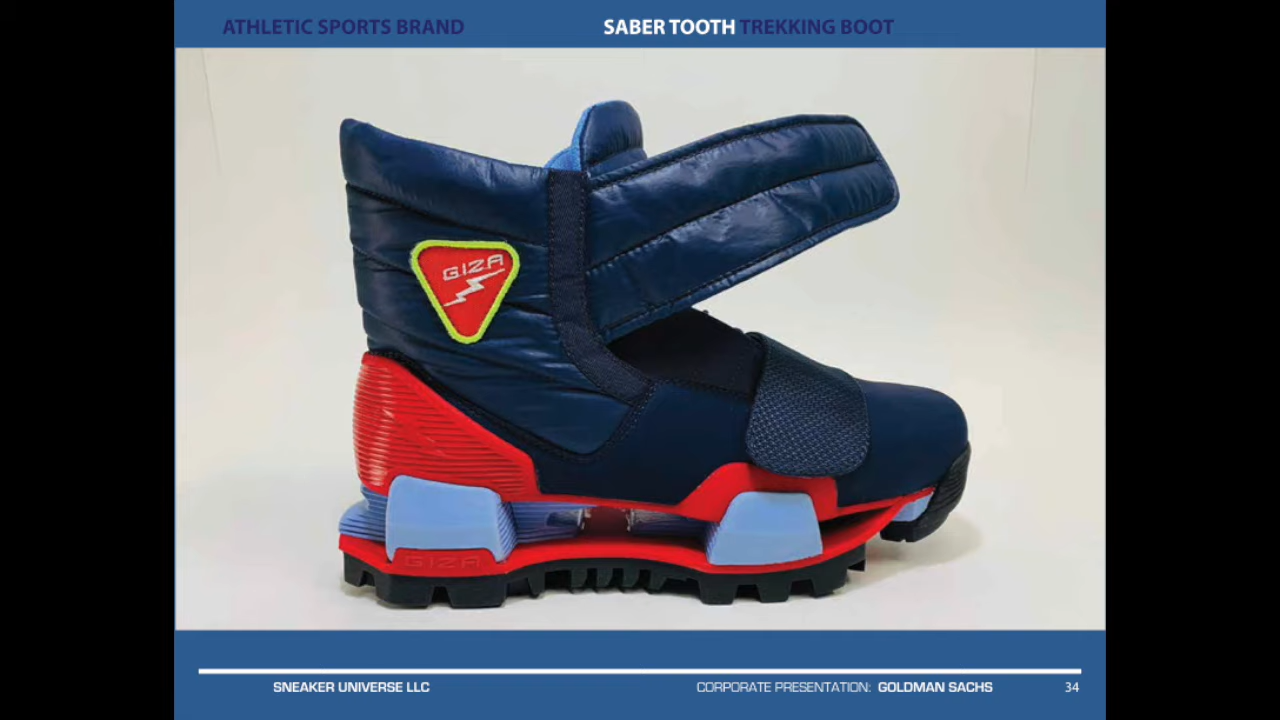 ATHLETIC SPORTS BRAND
SABER TOOTH TREKKING BOOT
GIZA
GIZA
SNEAKER UNIVERSE LLC
CORPORATE PRESENTATION: GOLDMAN SACHS
34